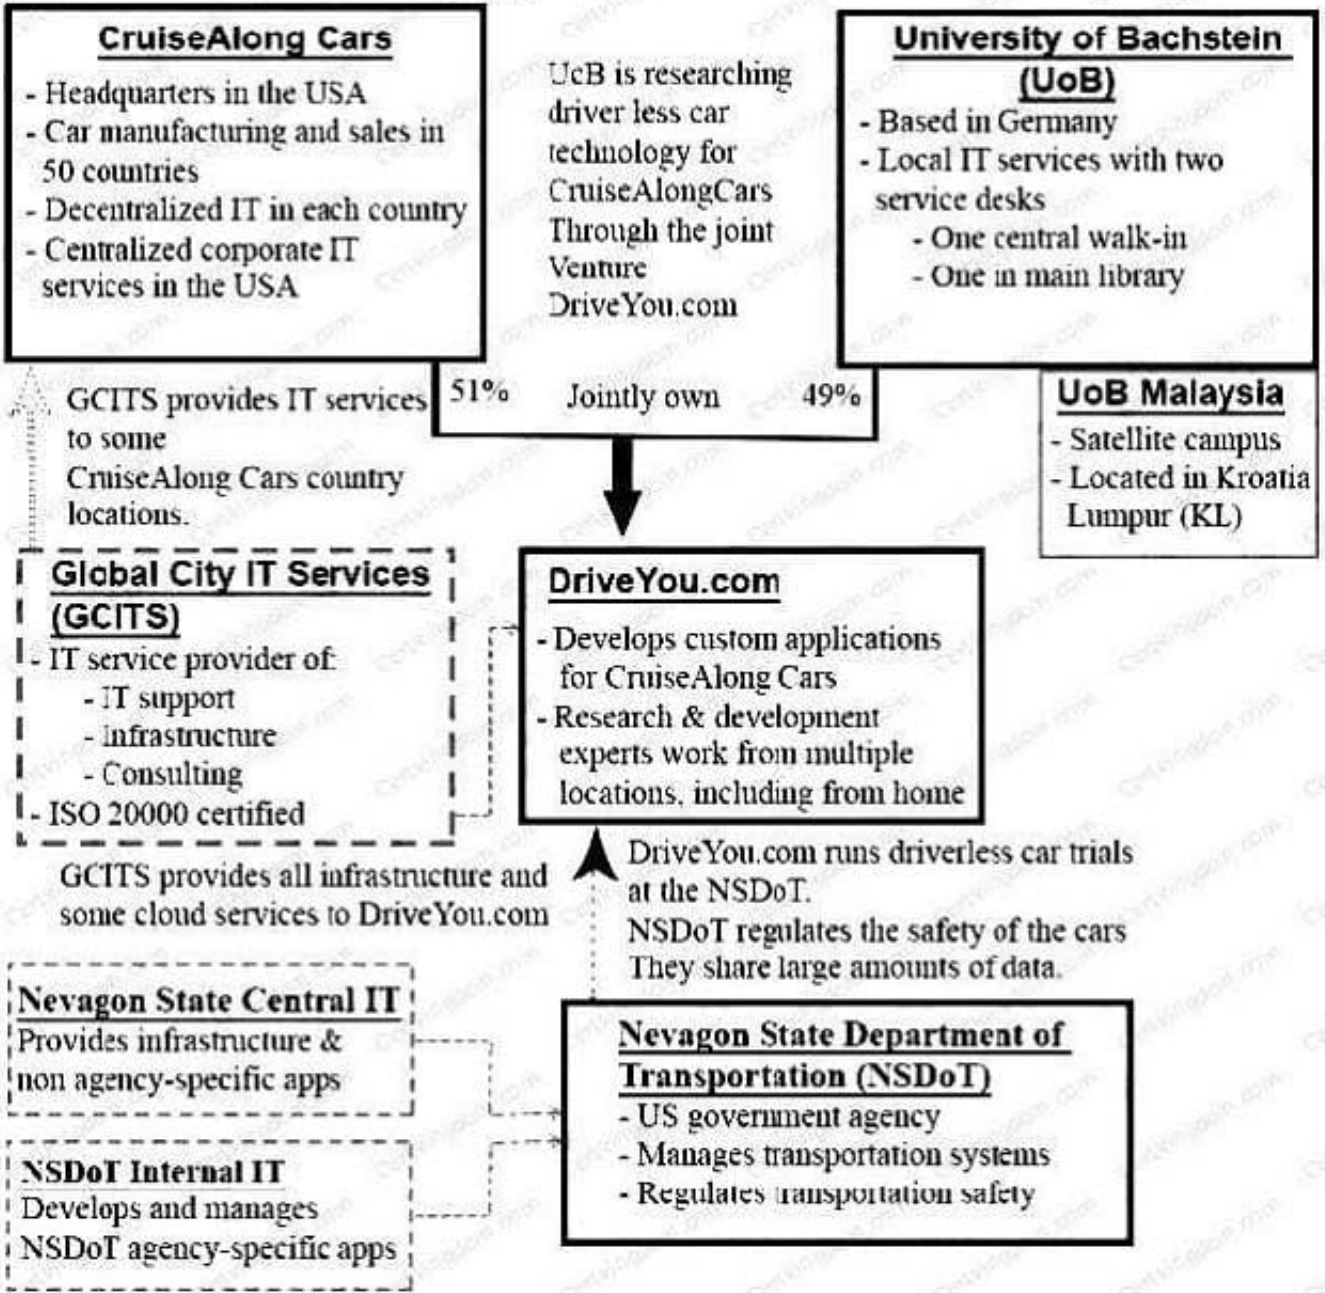 CruiseAlong Cars
- Headquarters in the USA
- Car manufacturing and sales in
50 countries
- Decentralized IT in each country
- Centralized corporate IT
services in the USA
UcB is researching
driver less car
technology for
CruiseAlongCars
Through the joint
Venture
DriveYou.com
University of Bachstein
(UoB)
- Based in Germany
- Local IT services with two
service desks
- One central walk-in
- One in main library
51% Jointly own 49%
UoB Malaysia
- Satellite campus
- Located in Kroatia
Lumpur (KL)
GCITS provides IT services
to some
CruiseAlong Cars country
locations.
Global City IT Services
(GCITS)
- IT service provider of:
- IT support
- Infrastructure
- Consulting
- ISO 20000 certified
DriveYou.com
- Develops custom applications
for CruiseAlong Cars
- Research & development
experts work from multiple
locations, including from home
GCITS provides all infrastructure and
some cloud services to DriveYou.com
DriveYou.com runs driverless car trials
at the NSDoT.
NSDoT regulates the safety of the cars
They share large amounts of data.
Nevagon State Central IT
Provides infrastructure &
non agency-specific apps
NSDoT Internal IT
Develops and manages
NSDoT agency-specific apps
Nevagon State Department of
Transportation (NSDoT)
- US government agency
- Manages transportation systems
- Regulates transportation safety